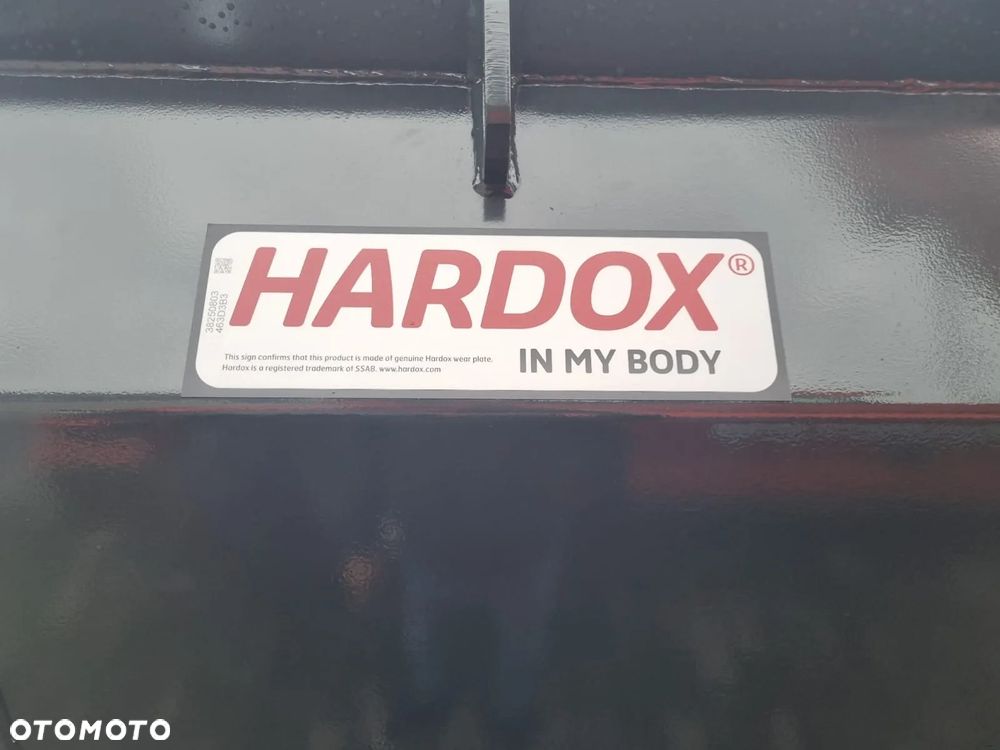 HARDOX®
38250803
463D3B3
This sign confirms that this product is made of genuine Hardox wear plate.
Hardox is a registered trademark of SSAB. www.hardox.com
IN MY BODY
OTOMOTO